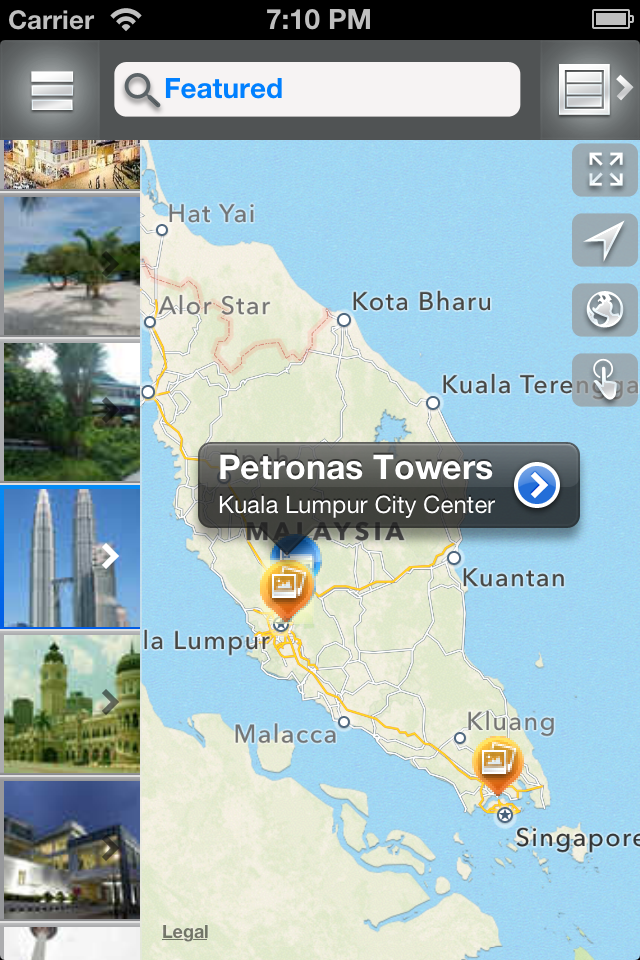 Carrier
7:10 PM
Featured
Hat Yai
Alor Star
Kota Bharu
Kuala Terengga
Petronas Towers
Kuala Lumpur City Center
MALAYSIA
Kuantan
la Lumpur
Kluang
Malacca
Singapore
Legal